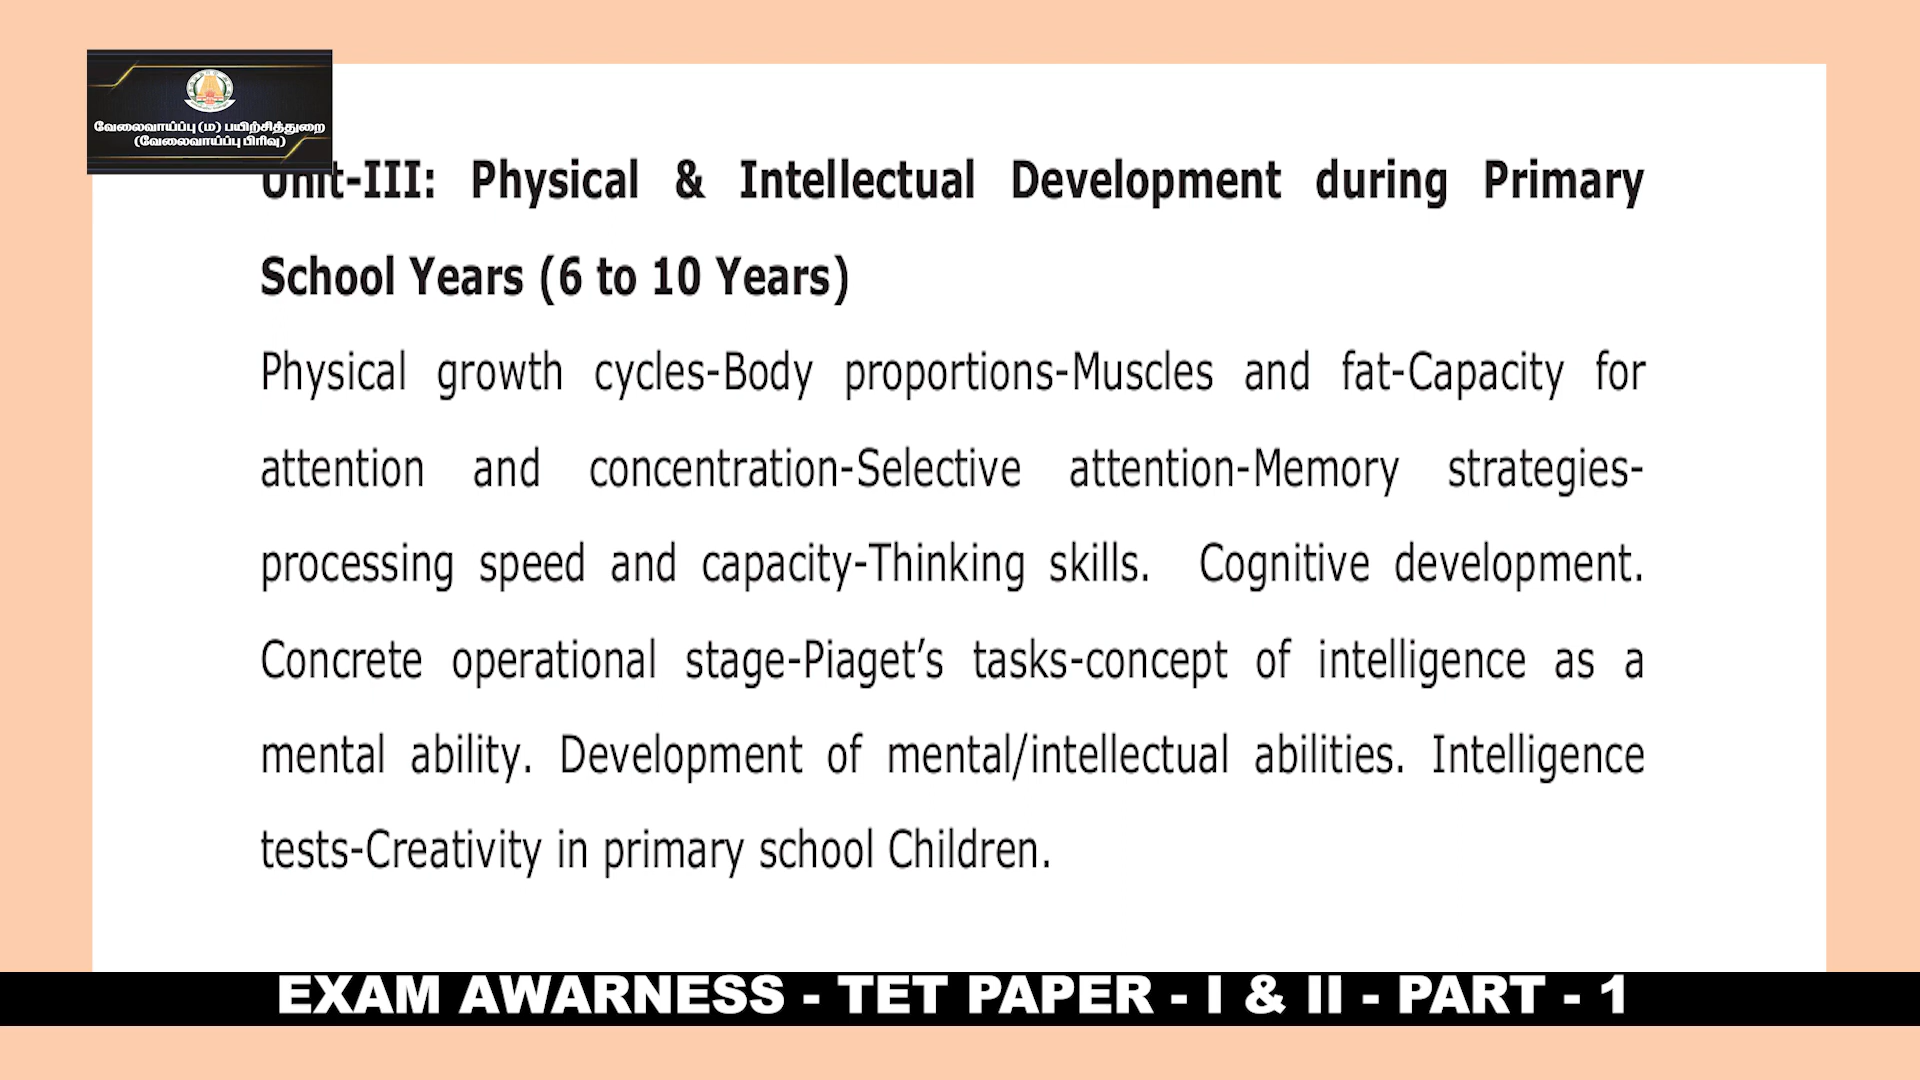 வேலைவாய்ப்பு (ம) பயிற்சித்துறை
(வேலைவாய்ப்பு பிரிவு)
Unit-III: Physical & Intellectual Development during Primary
School Years (6 to 10 Years)
Physical growth cycles-Body proportions-Muscles and fat-Capacity for
attention and concentration-Selective attention-Memory strategies-
processing speed and capacity-Thinking skills. Cognitive development.
Concrete operational stage-Piaget’s tasks-concept of intelligence as a
mental ability. Development of mental/intellectual abilities. Intelligence
tests-Creativity in primary school Children.
EXAM AWARNESS - TET PAPER - I & II - PART - 1